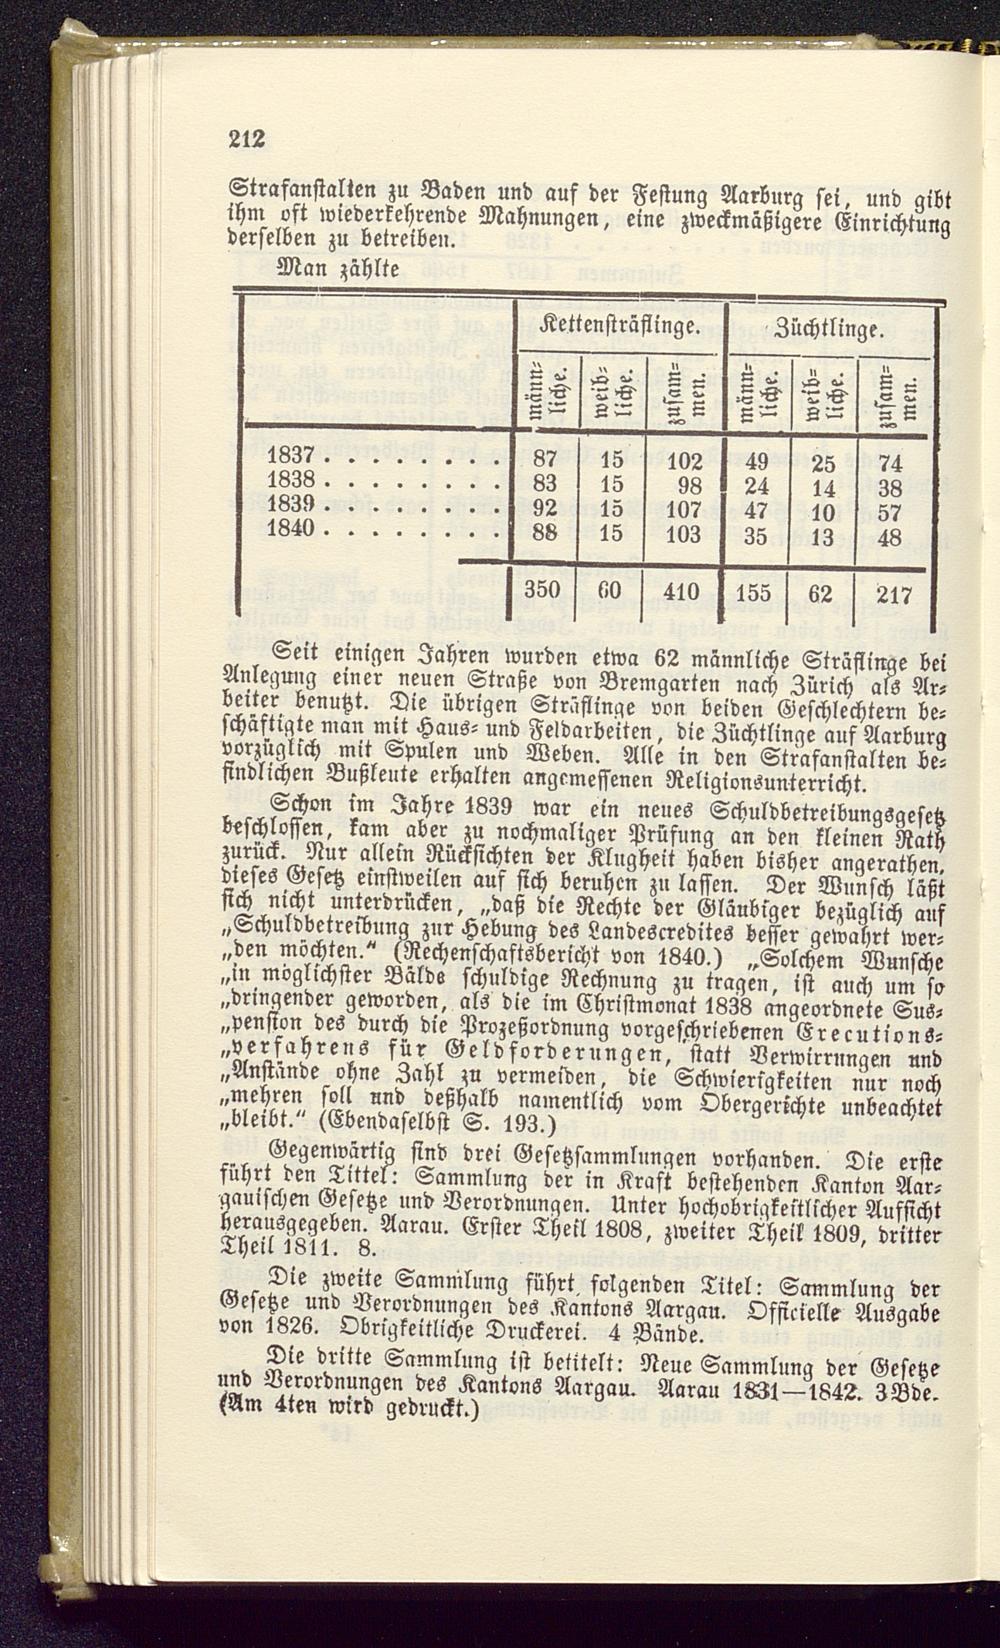 212
Strafanstalten zu Baden und auf der Festung Aarburg sei, und gibt
ihm oft wiederkehrende Mahnungen, eine zweckmäßigere Einrichtung
derselben zu betreiben.
Man zählte
Kettensträflinge. Züchtlinge.
männ=
liche. weib=
liche. zusam=
men. männ=
liche. weib=
liche. zusam=
men.
1837 . . . . . . . . 87 15 102 49 25 74
1838 . . . . . . . . 83 15 98 24 14 38
1839 . . . . . . . . 92 15 107 47 10 57
1840 . . . . . . . . 88 15 103 35 13 48
350 60 410 155 62 217
Seit einigen Jahren wurden etwa 62 männliche Sträflinge bei
Anlegung einer neuen Straße von Bremgarten nach Zürich als Ar=
beiter benutzt. Die übrigen Sträflinge von beiden Geschlechtern be=
schäftigte man mit Haus= und Feldarbeiten, die Züchtlinge auf Aarburg
vorzüglich mit Spulen und Weben. Alle in den Strafanstalten be=
findlichen Bußleute erhalten angemessenen Religionsunterricht.
Schon im Jahre 1839 war ein neues Schuldbetreibungsgesetz
beschlossen, kam aber zu nochmaliger Prüfung an den kleinen Rath
zurück. Nur allein Rücksichten der Klugheit haben bisher angerathen,
dieses Gesetz einstweilen auf sich beruhen zu lassen. Der Wunsch läßt
sich nicht unterdrücken, „daß die Rechte der Gläubiger bezüglich auf
„Schuldbetreibung zur Hebung des Landescredites besser gewahrt wer=
„den möchten.“ (Rechenschaftsbericht von 1840.) „Solchem Wunsche
„in möglichster Bälde schuldige Rechnung zu tragen, ist auch um so
„dringender geworden, als die im Christmonat 1838 angeordnete Sus=
„pension des durch die Prozeßordnung vorgeschriebenen Executions=
„verfahrens für Geldforderungen, statt Verwirrungen und
„Anstände ohne Zahl zu vermeiden, die Schwierigkeiten nur noch
„mehren soll und deßhalb namentlich vom Obergerichte unbeachtet
„bleibt.“ (Ebendaselbst S. 193.)
Gegenwärtig sind drei Gesetzsammlungen vorhanden. Die erste
führt den Tittel: Sammlung der in Kraft bestehenden Kanton Aar=
gauischen Gesetze und Verordnungen. Unter hochobrigkeitlicher Aufsicht
herausgegeben. Aarau. Erster Theil 1808, zweiter Theil 1809, dritter
Theil 1811. 8.
Die zweite Sammlung führt folgenden Titel: Sammlung der
Gesetze und Verordnungen des Kantons Aargau. Officielle Ausgabe
von 1826. Obrigkeitliche Druckerei. 4 Bände.
Die dritte Sammlung ist betitelt: Neue Sammlung der Gesetze
und Verordnungen des Kantons Aargau. Aarau 1831—1842. 3 Bde.
(Am 4ten wird gedruckt.)